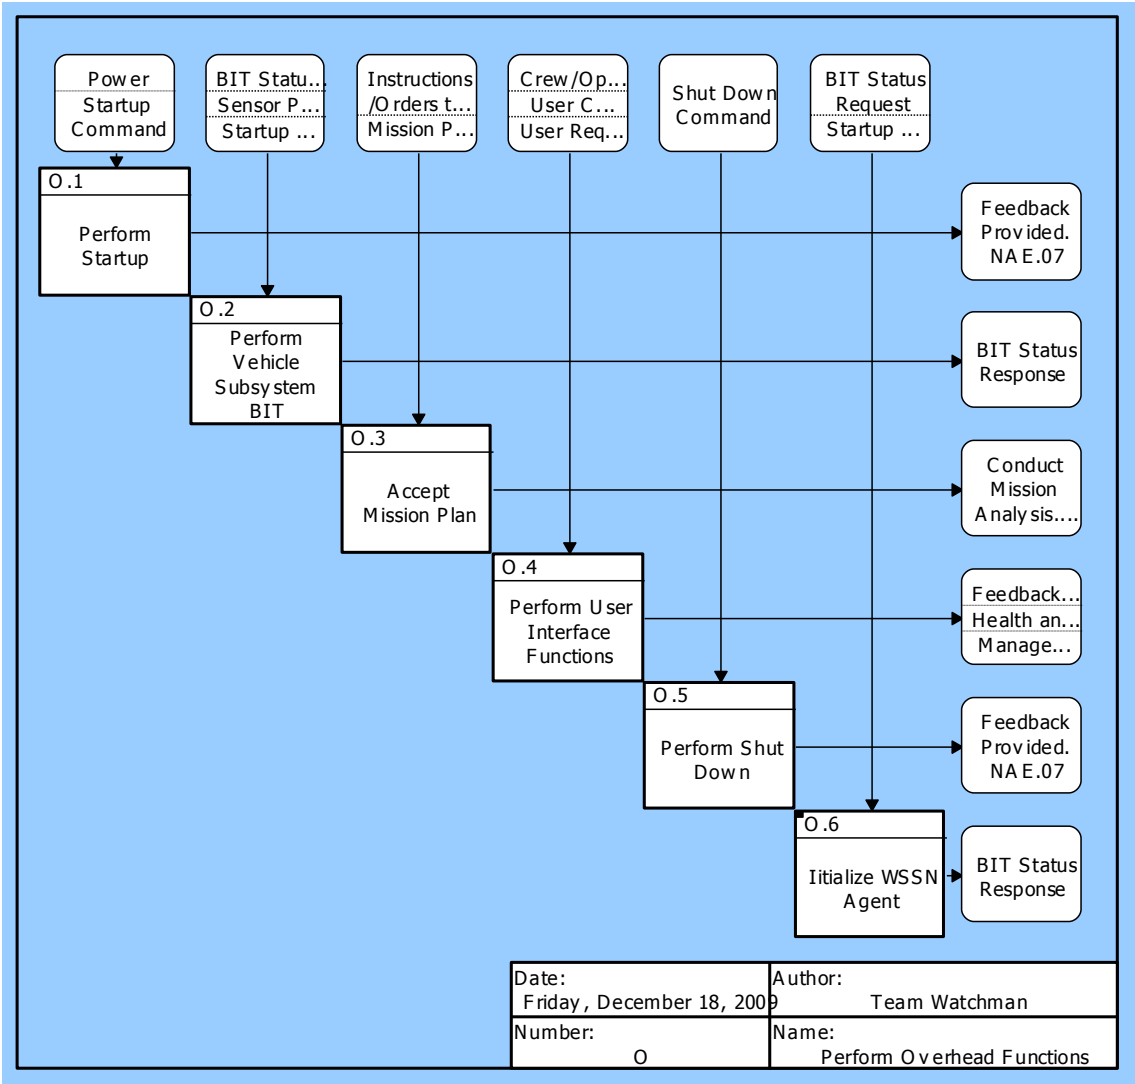 Power
Startup
Command
BIT Statu...
Sensor P...
Startup ...
Instructions
/Orders t...
Mission P...
Crew/Op...
User C...
User Req...
Shut Down
Command
BIT Status
Request
Startup ...
O.1
Perform
Startup
Feedback
Provided.
NAE.07
O.2
Perform
Vehicle
Subsystem
BIT
BIT Status
Response
O.3
Accept
Mission Plan
Conduct
Mission
Analysis....
O.4
Perform User
Interface
Functions
Feedback...
Health an...
Manage...
O.5
Perform Shut
Down
Feedback
Provided.
NAE.07
O.6
Iitialize WSSN
Agent
BIT Status
Response
Date:
Friday, December 18, 2009
Author:
Team Watchman
Number:
O
Name:
Perform Overhead Functions